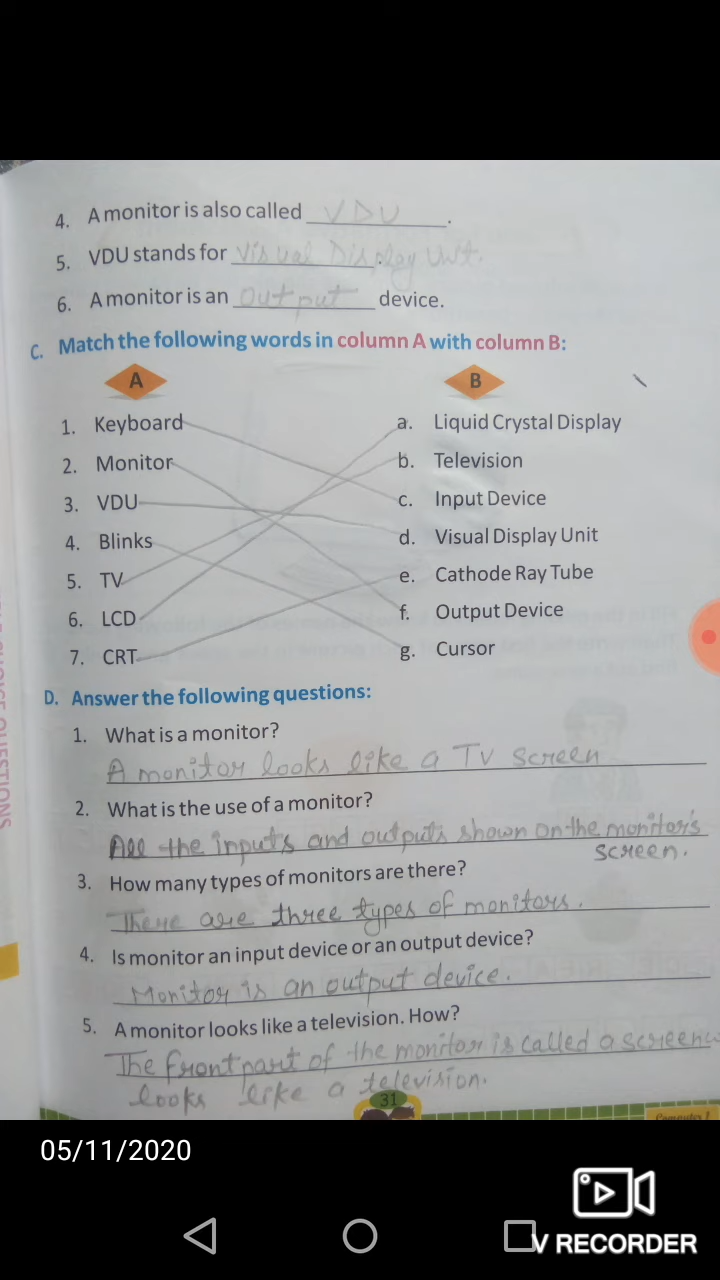 4. A monitor is also called VDU.
5. VDU stands for Visual Display Unit.
6. A monitor is an output device.
C. Match the following words in column A with column B:
A B
1. Keyboard a. Liquid Crystal Display
2. Monitor b. Television
3. VDU c. Input Device
4. Blinks d. Visual Display Unit
5. TV e. Cathode Ray Tube
6. LCD f. Output Device
7. CRT g. Cursor
D. Answer the following questions:
1. What is a monitor?
A monitor looks like a TV screen
2. What is the use of a monitor?
All the inputs and outputs shown on the monitor's
screen.
3. How many types of monitors are there?
There are three types of monitors.
4. Is monitor an input device or an output device?
Monitor is an output device.
5. A monitor looks like a television. How?
The front part of the monitor is called a screen
looks like a television.
31
05/11/2020
V RECORDER